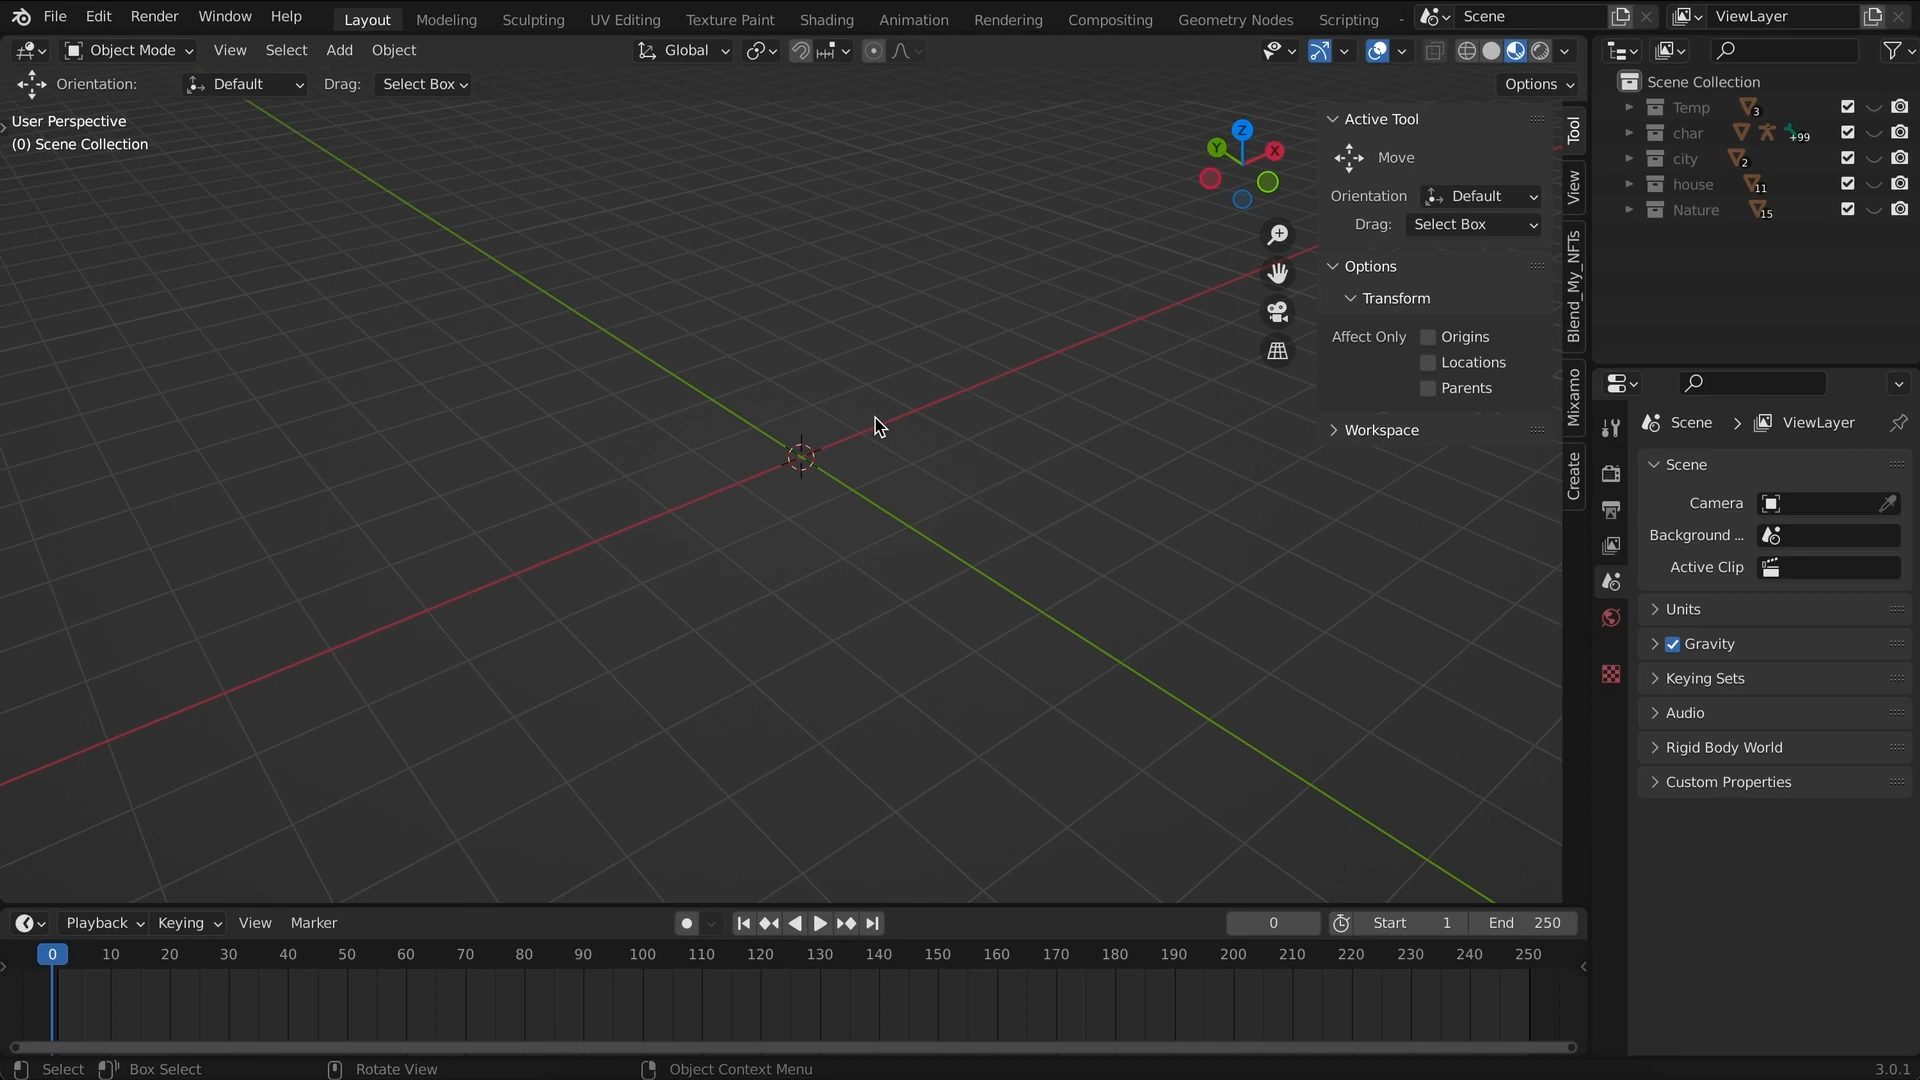 File Edit Render Window Help Layout Modeling Sculpting UV Editing Texture Paint Shading Animation Rendering Compositing Geometry Nodes Scripting Scene ViewLayer
Object Mode View Select Add Object Global
Orientation: Default Drag: Select Box Options
User Perspective
(0) Scene Collection
Active Tool
Move
Orientation Default
Drag: Select Box
Options
Transform
Affect Only Origins
Locations
Parents
Workspace
Z
Y
X
Tool
View
Blend_My_NFTs
Mixamo
Create
Scene Collection
Temp 3
char +99
city 2
house 11
Nature 15
Scene ViewLayer
Scene
Camera
Background ...
Active Clip
Units
Gravity
Keying Sets
Audio
Rigid Body World
Custom Properties
Playback Keying View Marker 0 Start 1 End 250
0 10 20 30 40 50 60 70 80 90 100 110 120 130 140 150 160 170 180 190 200 210 220 230 240 250
Select Box Select Rotate View Object Context Menu 3.0.1